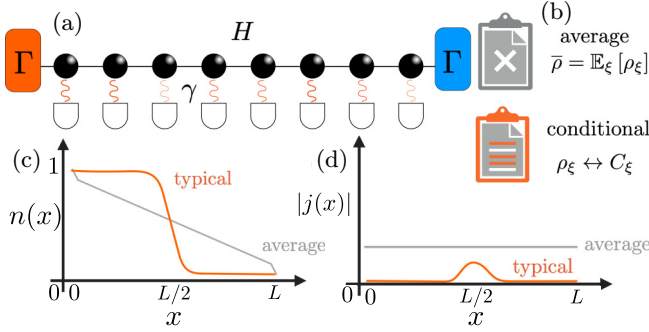 (a)
H
Γ
Γ
γ
(b)
average
ρ̅ = 𝔼_ξ [ρ_ξ]
conditional
ρ_ξ ↔ C_ξ
(c)
1
n(x)
typical
average
0 0
L/2
L
x
(d)
|j(x)|
average
typical
0
0
L/2
L
x